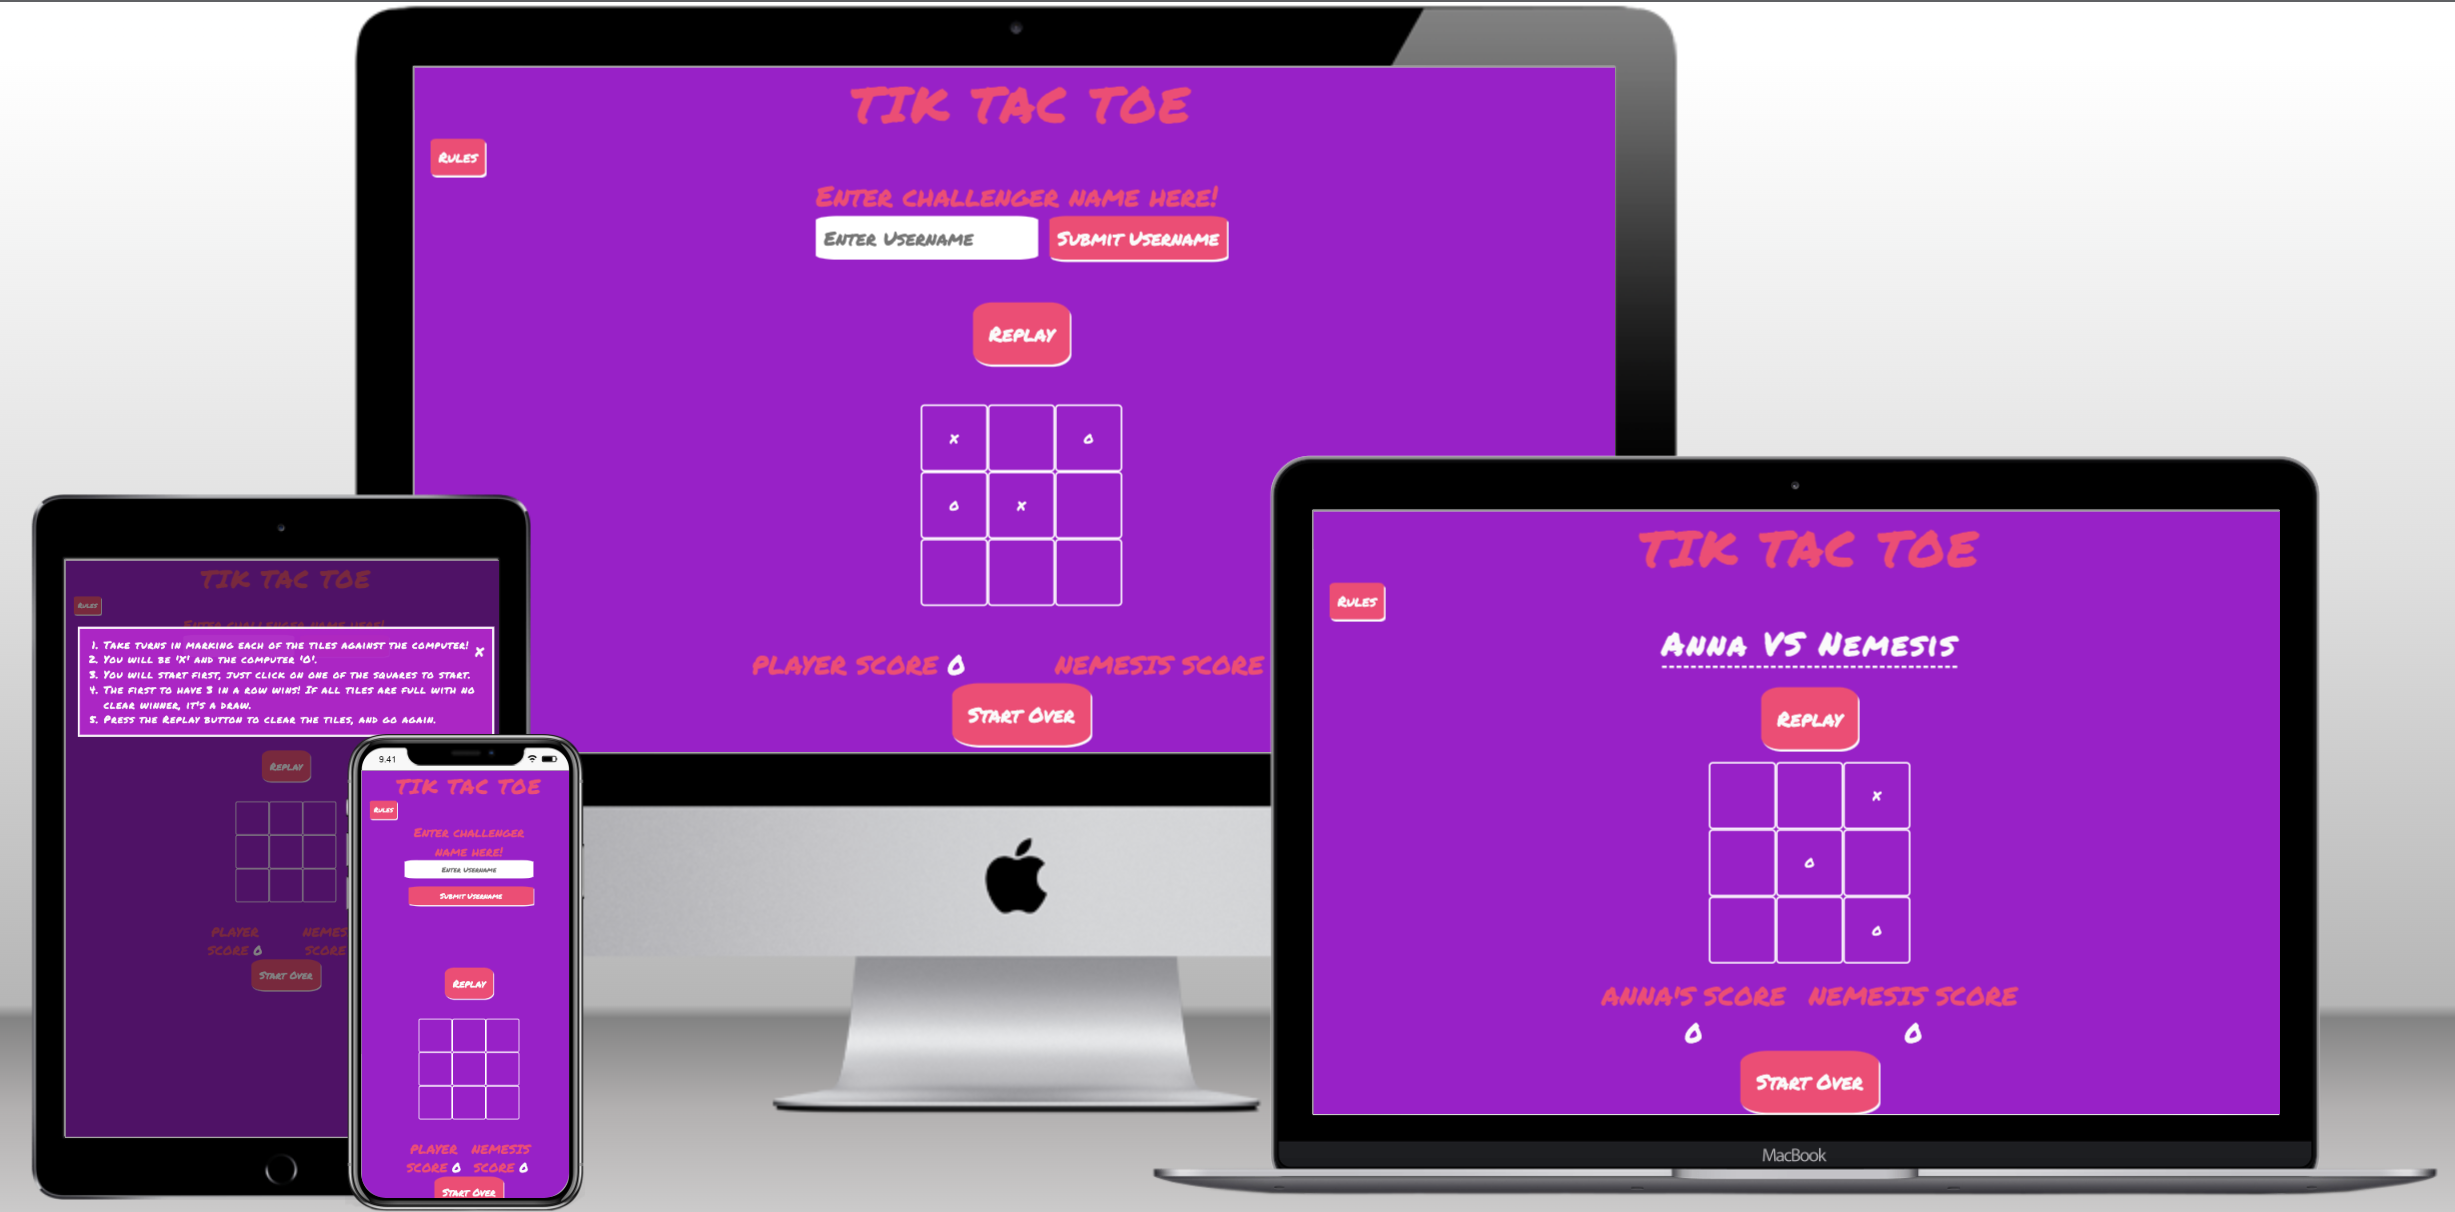 TIK TAC TOE
Rules
Enter challenger name here!
Enter Username
Submit Username
Replay
X O
O X
PLAYER SCORE 0 NEMESIS SCORE
Start Over
TIK TAC TOE
Rules
Enter challenger name here!
1. Take turns in marking each of the tiles against the computer!
X
2. You will be 'X' and the computer 'O'.
3. You will start first, just click on one of the squares to start.
4. The first to have 3 in a row wins! If all tiles are full with no
clear winner, it's a draw.
5. Press the Replay button to clear the tiles, and go again.
Replay
PLAYER NEMES
SCORE 0 SCORE
Start Over
9.41
TIK TAC TOE
Rules
Enter challenger
name here!
Enter Username
Submit Username
Replay
PLAYER NEMESIS
SCORE 0 SCORE 0
Start Over
TIK TAC TOE
Rules
Anna VS Nemesis
Replay
X
O
O
ANNA'S SCORE NEMESIS SCORE
0 0
Start Over
MacBook